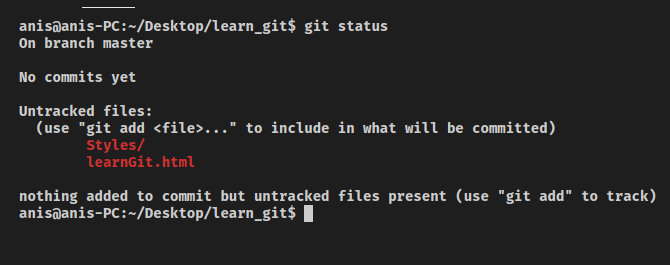 anis@anis-PC:~/Desktop/learn_git$ git status
On branch master
No commits yet
Untracked files:
(use "git add <file>..." to include in what will be committed)
Styles/
learnGit.html
nothing added to commit but untracked files present (use "git add" to track)
anis@anis-PC:~/Desktop/learn_git$